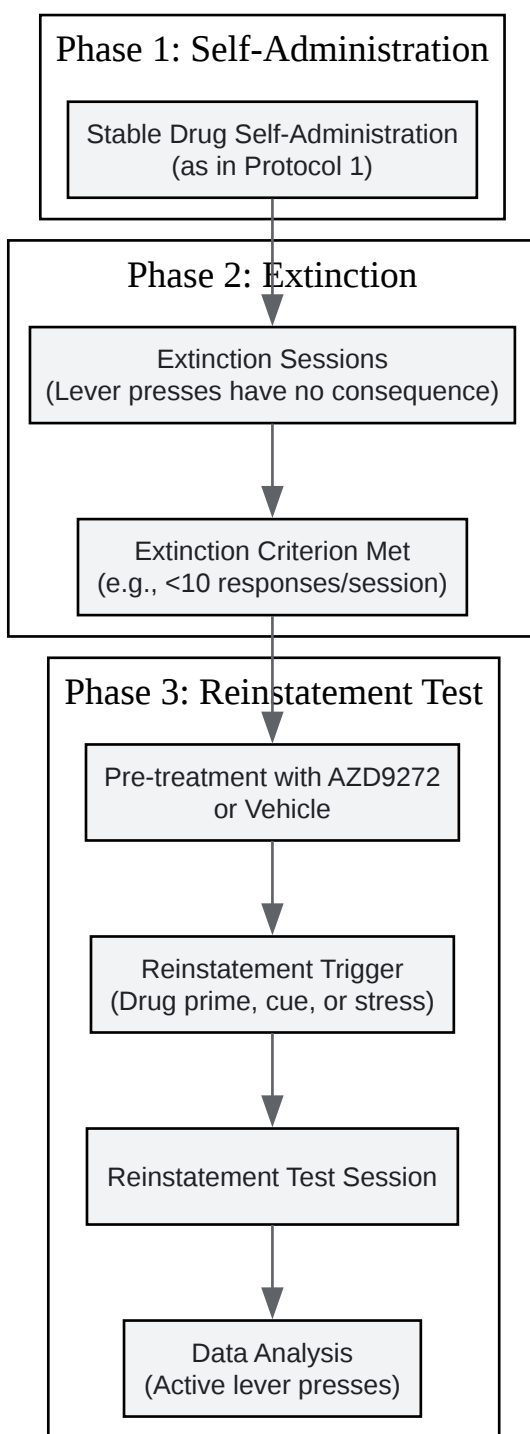 Phase 1: Self-Administration
Stable Drug Self-Administration
(as in Protocol 1)
Phase 2: Extinction
Extinction Sessions
(Lever presses have no consequence)
Extinction Criterion Met
(e.g., <10 responses/session)
Phase 3: Reinstatement Test
Pre-treatment with AZD9272
or Vehicle
Reinstatement Trigger
(Drug prime, cue, or stress)
Reinstatement Test Session
Data Analysis
(Active lever presses)